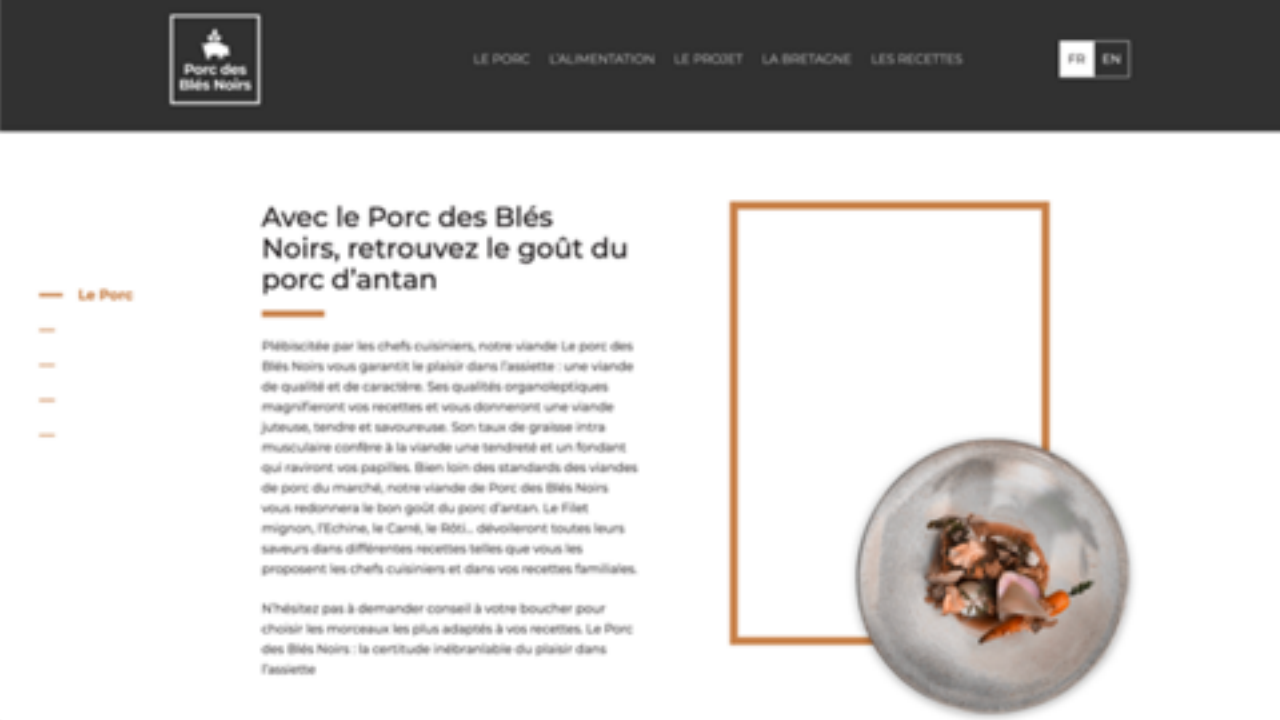 Porc des
Blés Noirs
LE PORC L'ALIMENTATION LE PROJET LA BRETAGNE LES RECETTES
FR EN
Avec le Porc des Blés
Noirs, retrouvez le goût du
porc d'antan
Le Porc
Plébiscitée par les chefs cuisiniers, notre viande Le porc des
Blés Noirs vous garantit le plaisir dans l'assiette : une viande
de qualité et de caractère. Ses qualités organoleptiques
magnifieront vos recettes et vous donneront une viande
juteuse, tendre et savoureuse. Son taux de graisse intra
musculaire confère à la viande une tendreté et un fondant
qui raviront vos papilles. Bien loin des standards des viandes
de porc du marché, notre viande de Porc des Blés Noirs
vous redonnera le bon goût du porc d'antan. Le Filet
mignon, l'Echine, le Carré, le Rôti... dévoileront toutes leurs
saveurs dans différentes recettes telles que vous les
proposent les chefs cuisiniers et dans vos recettes familiales.
N'hésitez pas à demander conseil à votre boucher pour
choisir les morceaux les plus adaptés à vos recettes. Le Porc
des Blés Noirs : la certitude inébranlable du plaisir dans
l'assiette